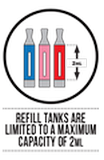 2ML
REFILL TANKS ARE
LIMITED TO A MAXIMUM
CAPACITY OF 2ML